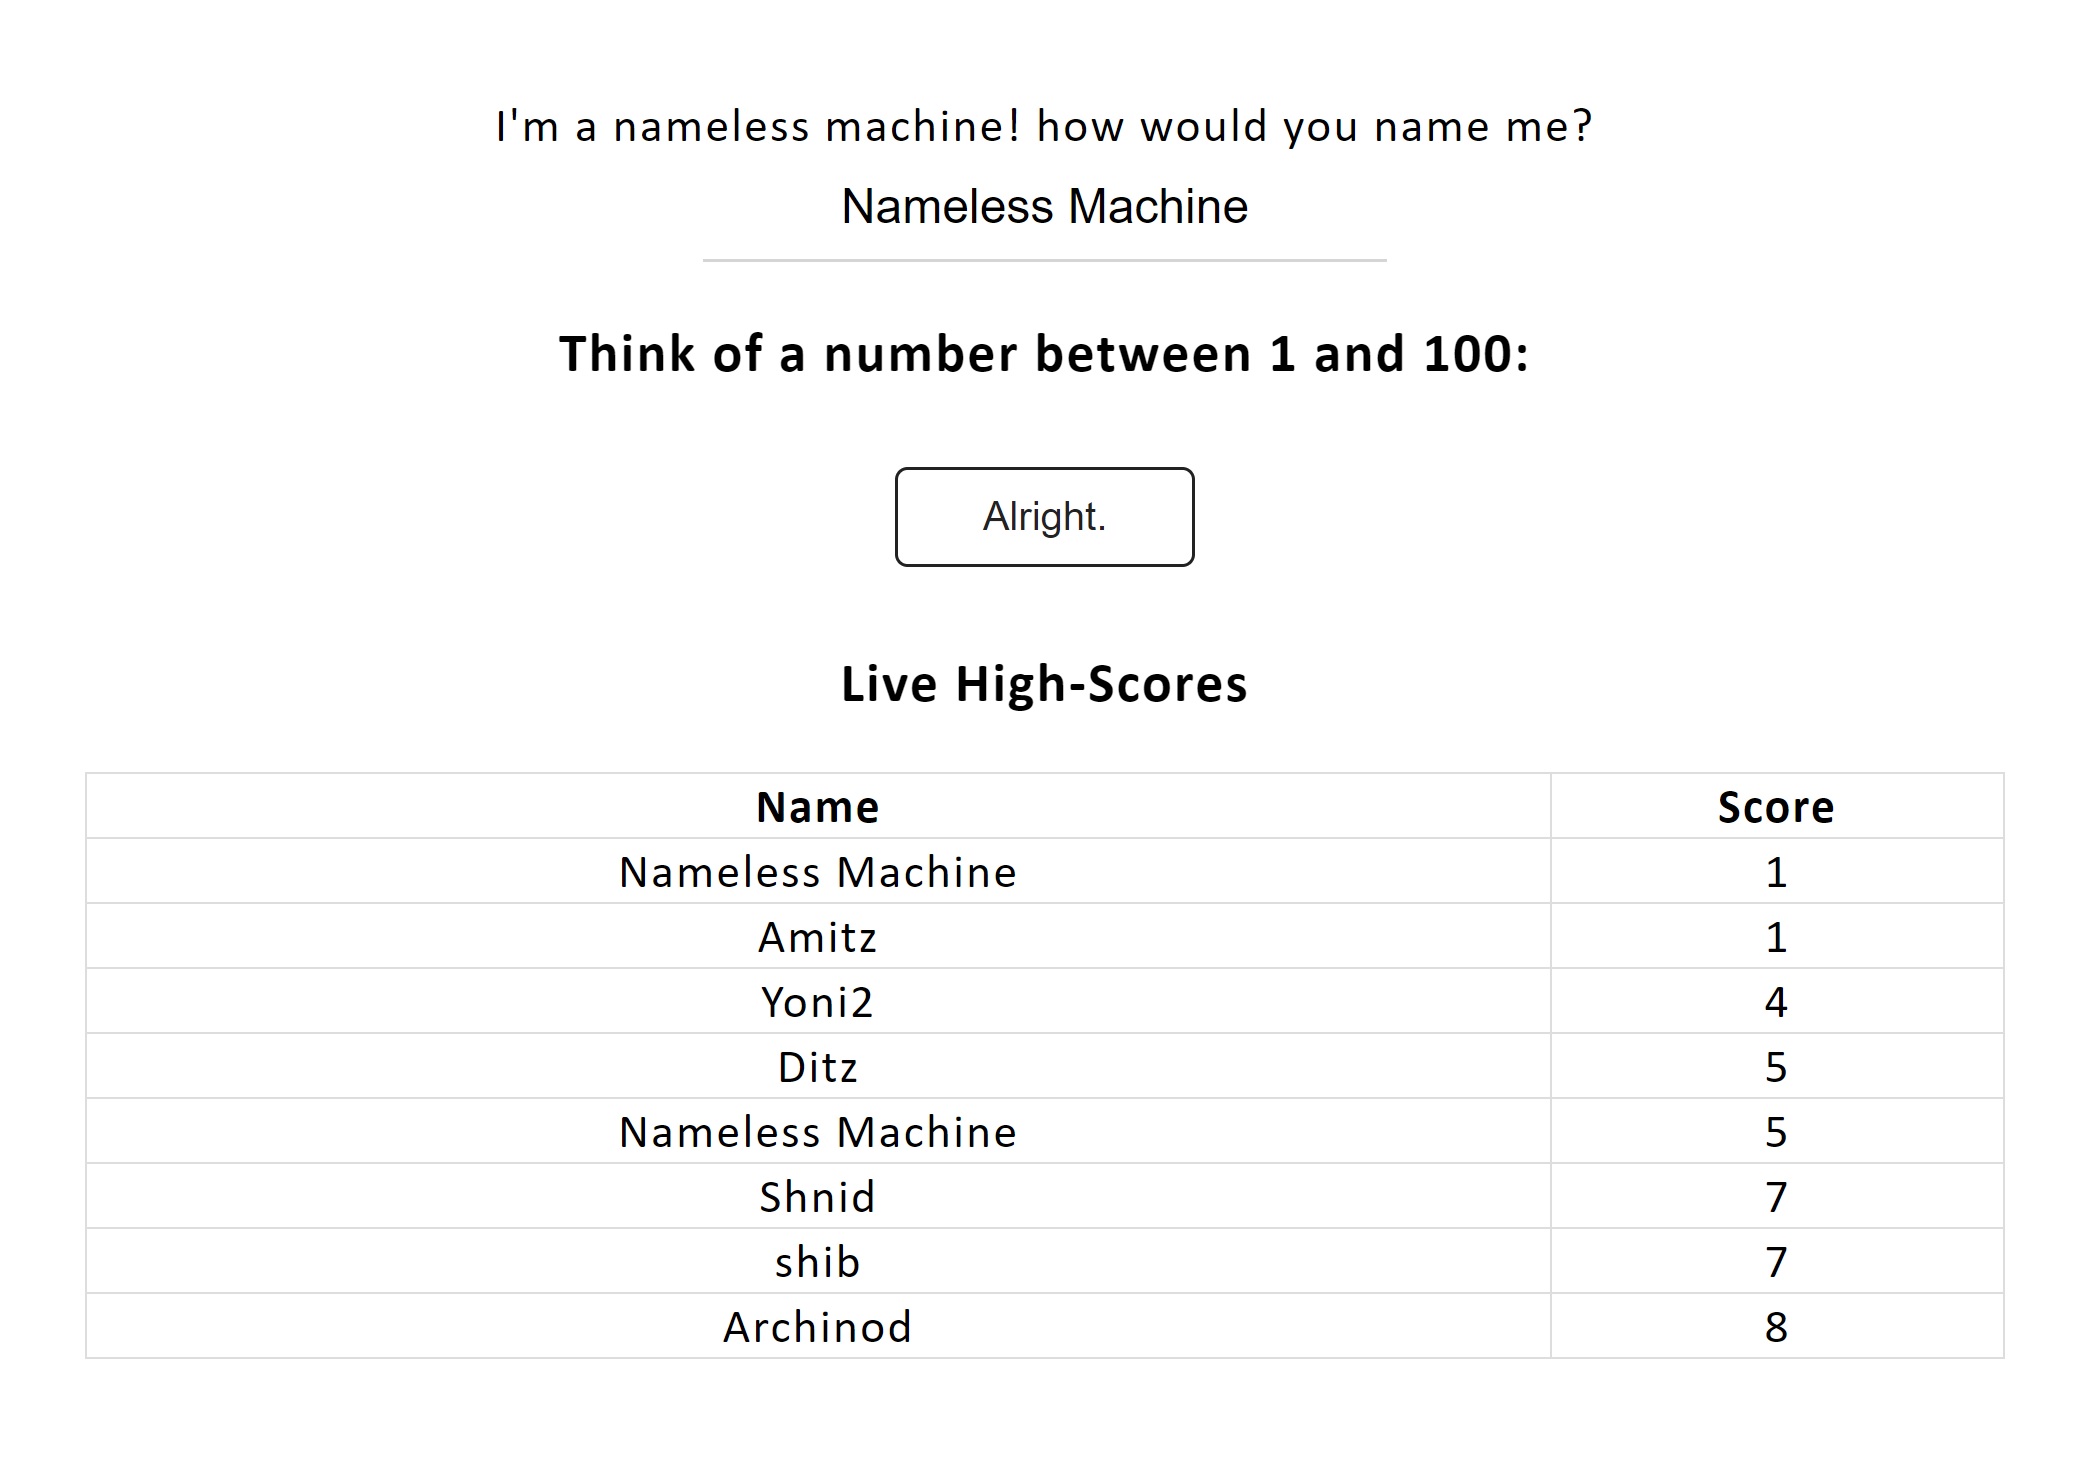 I'm a nameless machine! how would you name me?
Nameless Machine
Think of a number between 1 and 100:
Alright.
Live High-Scores
Name Score
Nameless Machine 1
Amitz 1
Yoni2 4
Ditz 5
Nameless Machine 5
Shnid 7
shib 7
Archinod 8